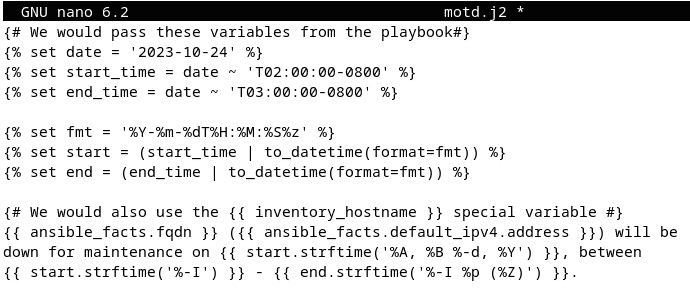 GNU nano 6.2 motd.j2 *
{# We would pass these variables from the playbook#}
{% set date = '2023-10-24' %}
{% set start_time = date ~ 'T02:00:00-0800' %}
{% set end_time = date ~ 'T03:00:00-0800' %}
{% set fmt = '%Y-%m-%dT%H:%M:%S%z' %}
{% set start = (start_time | to_datetime(format=fmt)) %}
{% set end = (end_time | to_datetime(format=fmt)) %}
{# We would also use the {{ inventory_hostname }} special variable #}
{{ ansible_facts.fqdn }} ({{ ansible_facts.default_ipv4.address }}) will be
down for maintenance on {{ start.strftime('%A, %B %-d, %Y') }}, between
{{ start.strftime('%-I') }} - {{ end.strftime('%-I %p (%Z)') }}.